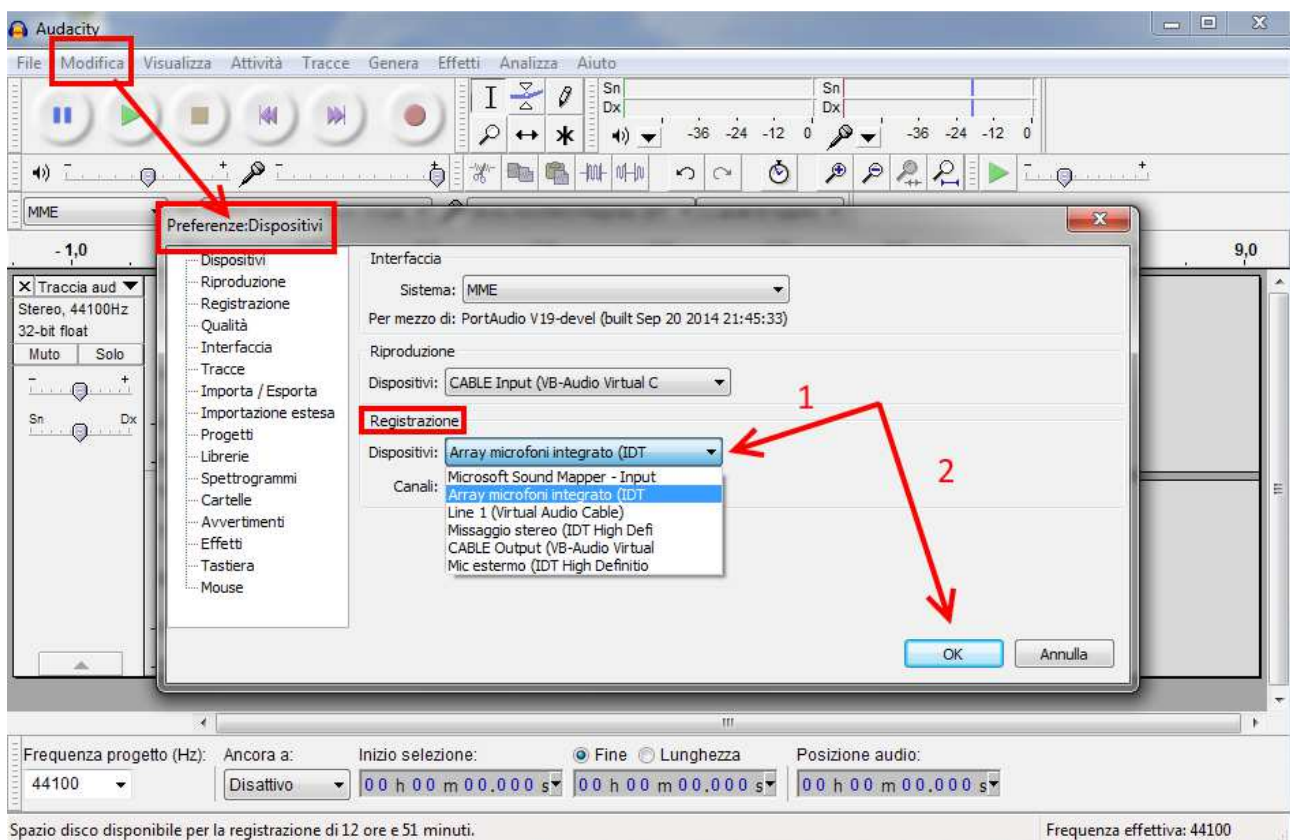 Audacity
File Modifica Visualizza Attività Tracce Genera Effetti Analizza Aiuto
Sn
Dx
-36 -24 -12 0
Sn
Dx
-36 -24 -12 0
- + - +
- +
MME
Preferenze:Dispositivi
- 1,0
9,0
Traccia aud
Stereo, 44100Hz
32-bit float
Muto Solo
- +
Sn Dx
Dispositivi
Riproduzione
Registrazione
Qualità
Interfaccia
Tracce
Importa / Esporta
Importazione estesa
Progetti
Librerie
Spettrogrammi
Cartelle
Avvertimenti
Effetti
Tastiera
Mouse
Interfaccia
Sistema: MME
Per mezzo di: PortAudio V19-devel (built Sep 20 2014 21:45:33)
Riproduzione
Dispositivi: CABLE Input (VB-Audio Virtual C
Registrazione
Dispositivi: Array microfoni integrato (IDT
Canali:
Microsoft Sound Mapper - Input
Array microfoni integrato (IDT
Line 1 (Virtual Audio Cable)
Missaggio stereo (IDT High Defi
CABLE Output (VB-Audio Virtual
Mic estermo (IDT High Definitio
1
2
OK Annulla
Frequenza progetto (Hz): Ancora a: Inizio selezione: Fine Lunghezza Posizione audio:
44100 Disattivo 00 h 00 m 00.000 s 00 h 00 m 00.000 s 00 h 00 m 00.000 s
Spazio disco disponibile per la registrazione di 12 ore e 51 minuti. Frequenza effettiva: 44100